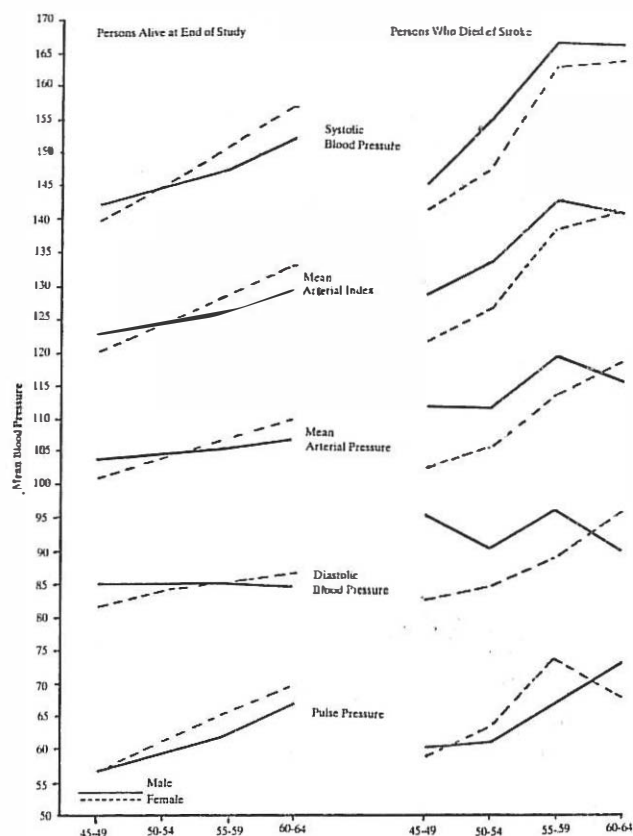 170
165
160
155
150
145
140
135
130
125
120
115
110
105
100
95
90
85
80
75
70
65
60
55
50
Mean Blood Pressure
Persons Alive at End of Study
Persons Who Died of Stroke
Systolic
Blood Pressure
Mean
Arterial Index
Mean
Arterial Pressure
Diastolic
Blood Pressure
Pulse Pressure
Male
Female
45-49 50-54 55-59 60-64
45-49 50-54 55-59 60-64